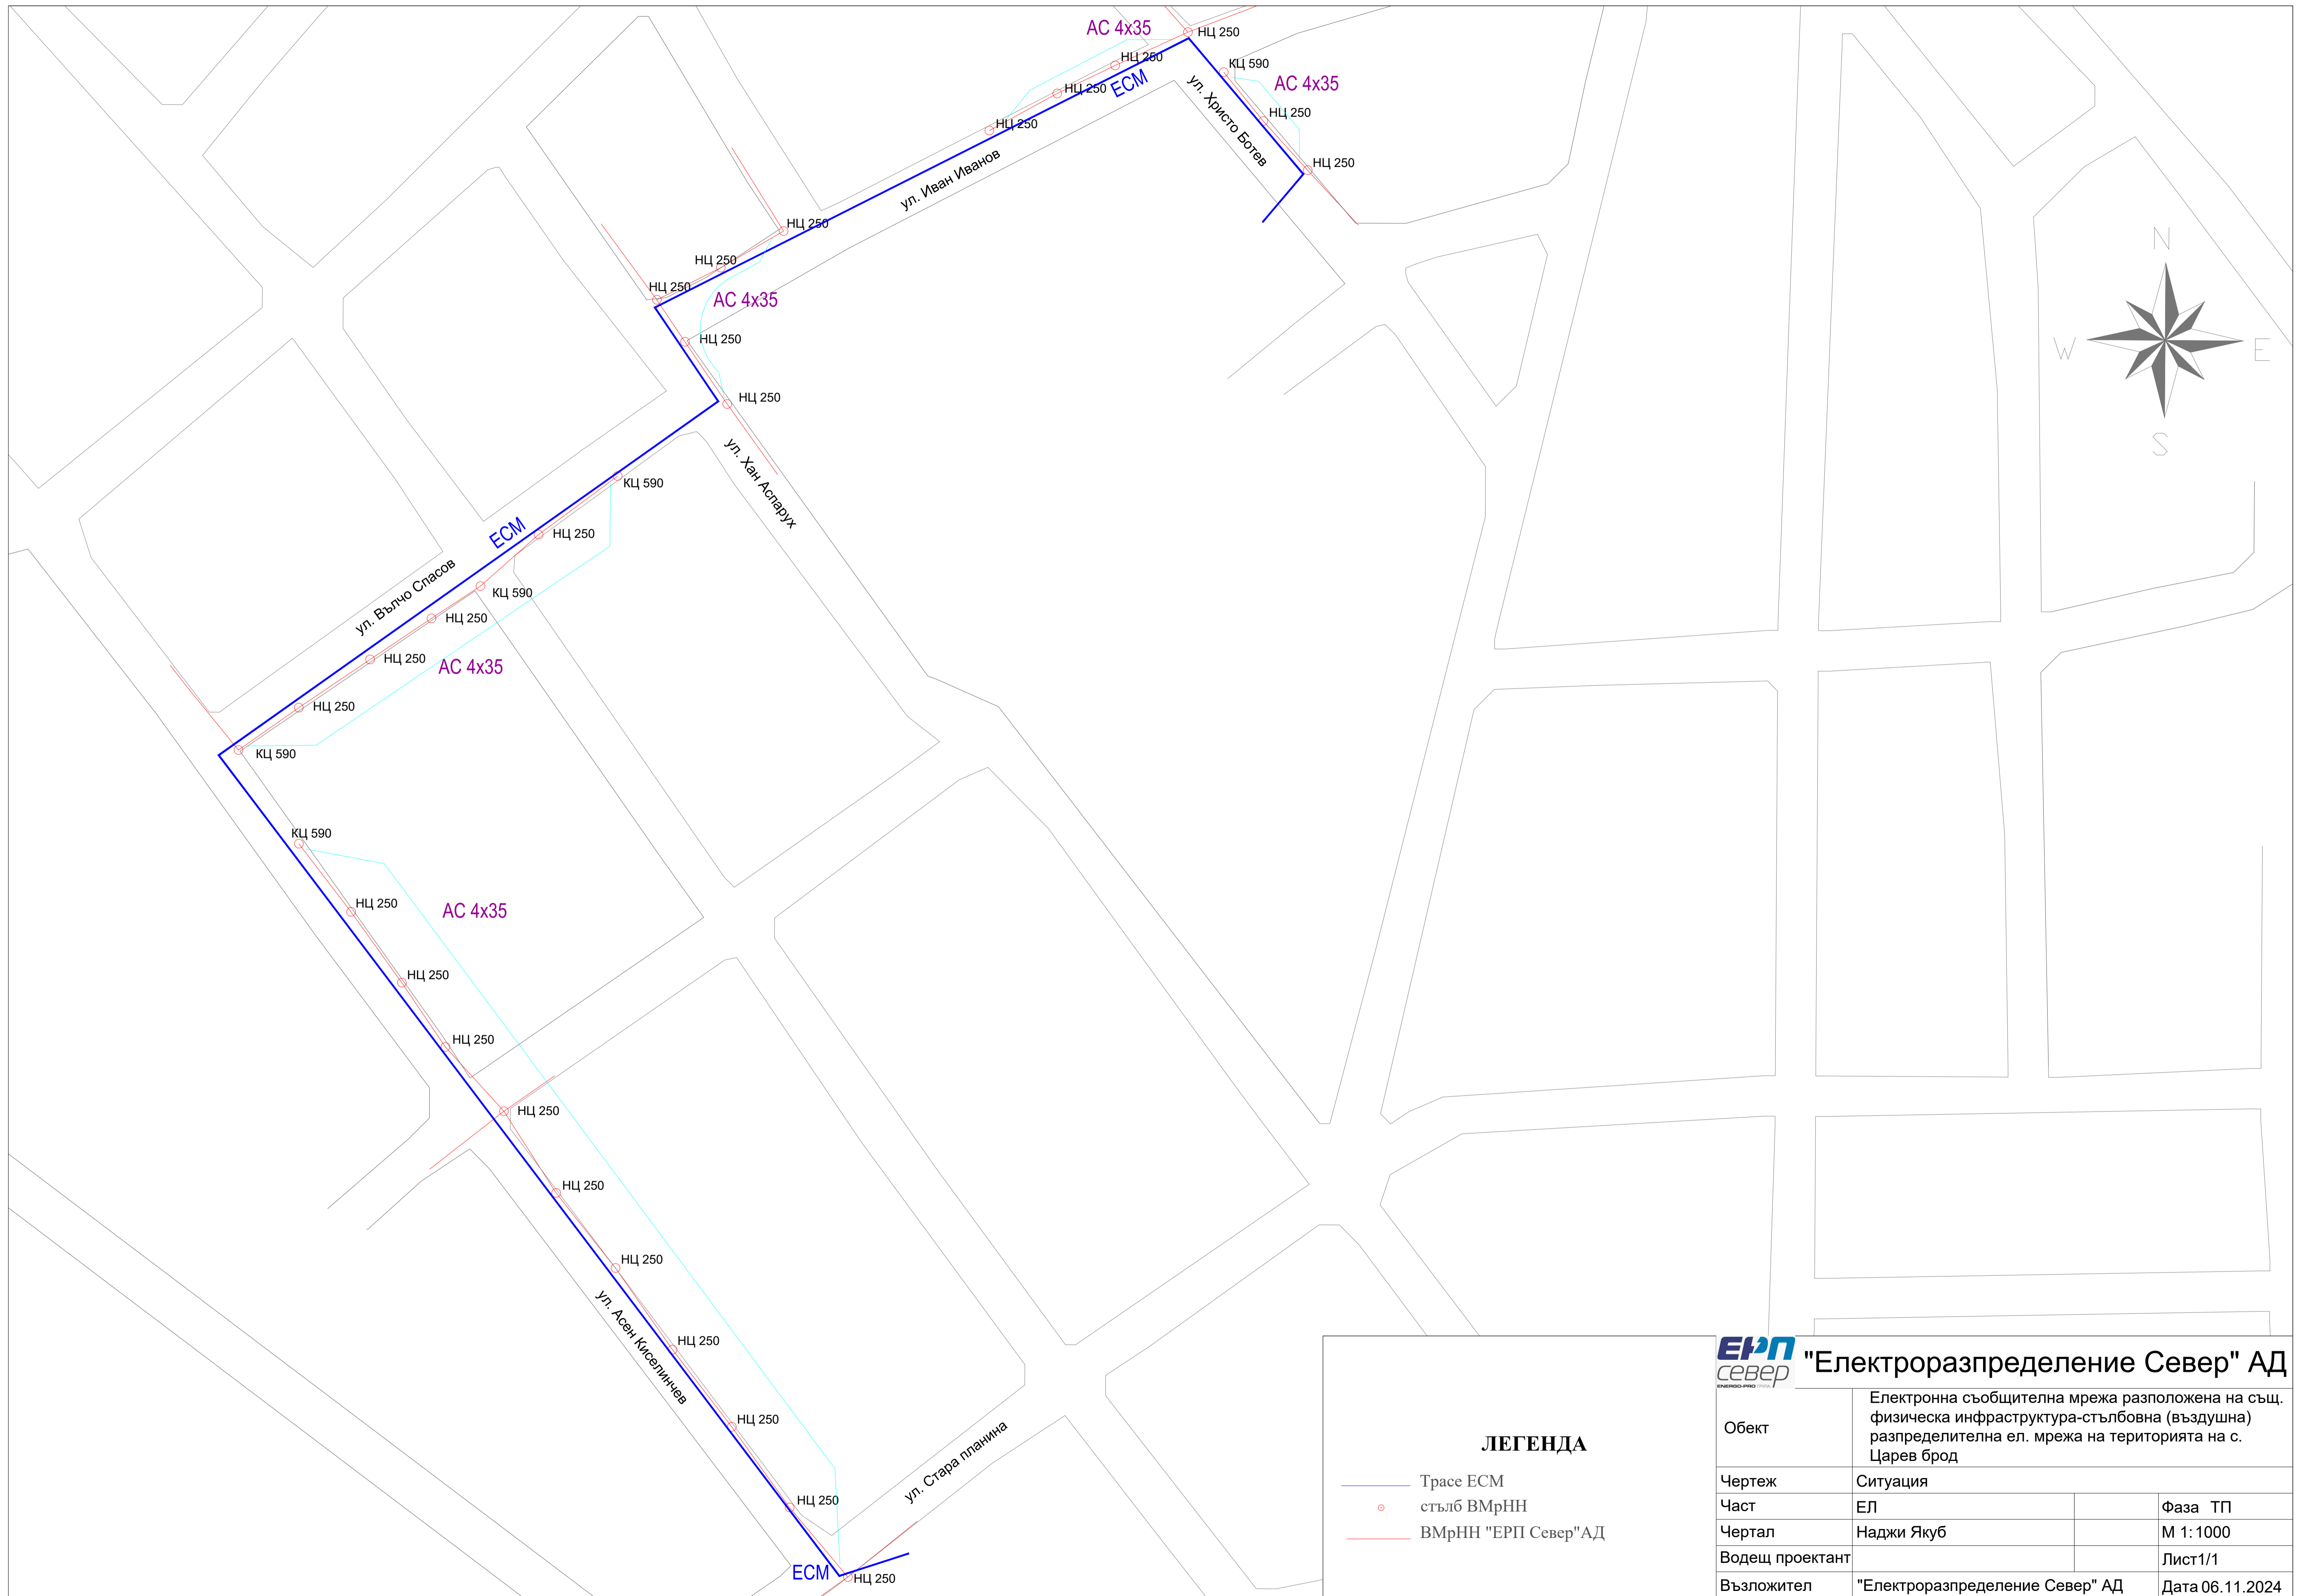 АС 4х35
НЦ 250
НЦ 250
КЦ 590
ЕСМ
АС 4х35
НЦ 250
ул. Христо Ботев
НЦ 250
НЦ 250
НЦ 250
ул. Иван Иванов
НЦ 250
N
НЦ 250
НЦ 250
АС 4х35
НЦ 250
W
E
НЦ 250
S
ул. Хан Аспарух
КЦ 590
ЕСМ
НЦ 250
ул. Вълчо Спасов
КЦ 590
НЦ 250
НЦ 250
АС 4х35
НЦ 250
КЦ 590
КЦ 590
НЦ 250
АС 4х35
НЦ 250
НЦ 250
НЦ 250
НЦ 250
НЦ 250
ул. Асен Киселинчев
НЦ 250
НЦ 250
ул. Стара планина
НЦ 250
ЕСМ
НЦ 250
ЛЕГЕНДА
Трасе ЕСМ
стълб ВМрНН
ВМрНН "ЕРП Север"АД
ЕРП
север
ENERGO-PRO ГРУПА
"Електроразпределение Север" АД
Обект
Електронна съобщителна мрежа разположена на същ.
физическа инфраструктура-стълбовна (въздушна)
разпределителна ел. мрежа на територията на с.
Царев брод
Чертеж Ситуация
Част ЕЛ Фаза ТП
Чертал Наджи Якуб М 1:1000
Водещ проектант Лист1/1
Възложител "Електроразпределение Север" АД Дата 06.11.2024